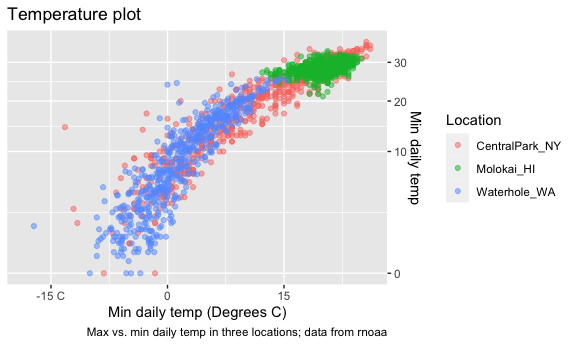 Temperature plot
30
20
10
0
Min daily temp
-15 C
0
15
Min daily temp (Degrees C)
Max vs. min daily temp in three locations; data from rnoaa
Location
CentralPark_NY
Molokai_HI
Waterhole_WA